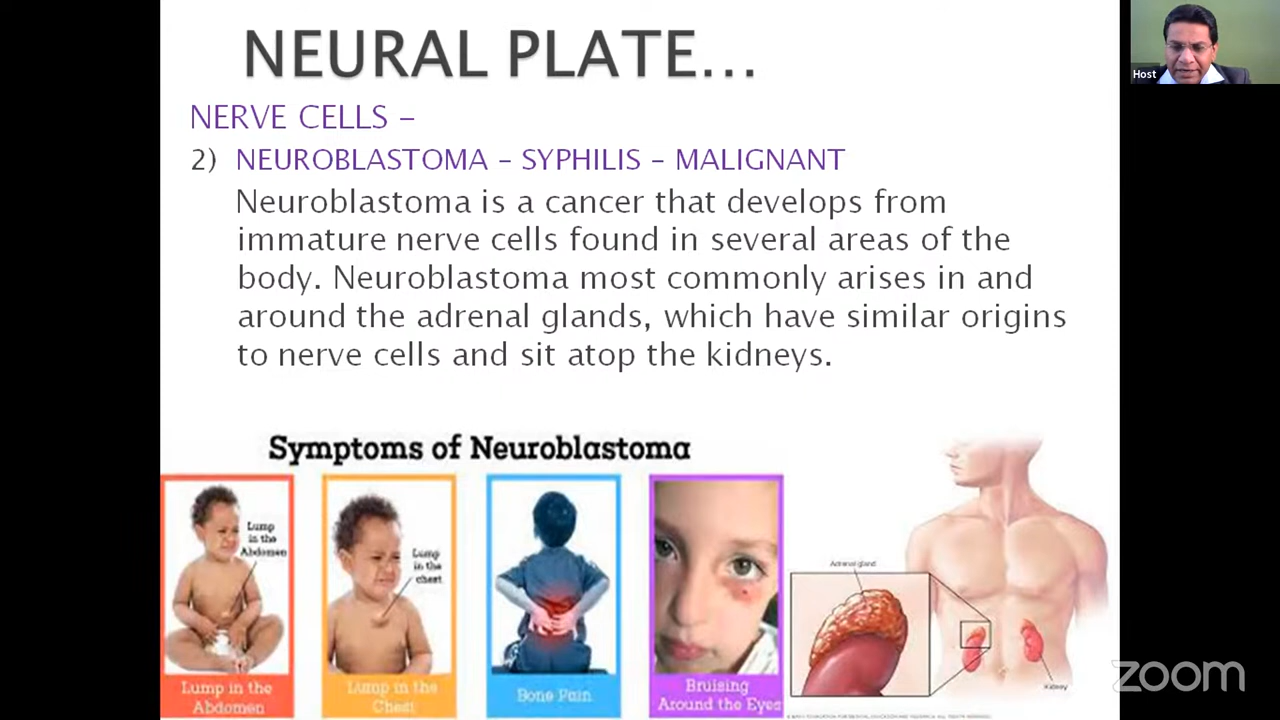 NEURAL PLATE...
Host
NERVE CELLS –
2) NEUROBLASTOMA – SYPHILIS – MALIGNANT
Neuroblastoma is a cancer that develops from
immature nerve cells found in several areas of the
body. Neuroblastoma most commonly arises in and
around the adrenal glands, which have similar origins
to nerve cells and sit atop the kidneys.
Symptoms of Neuroblastoma
Lump
in the
Abdomen
Lump
in the
chest
Adrenal gland
Kidney
Lump in the
Abdomen
Lump in the
Chest
Bone Pain
Bruising
Around the Eyes
zoom